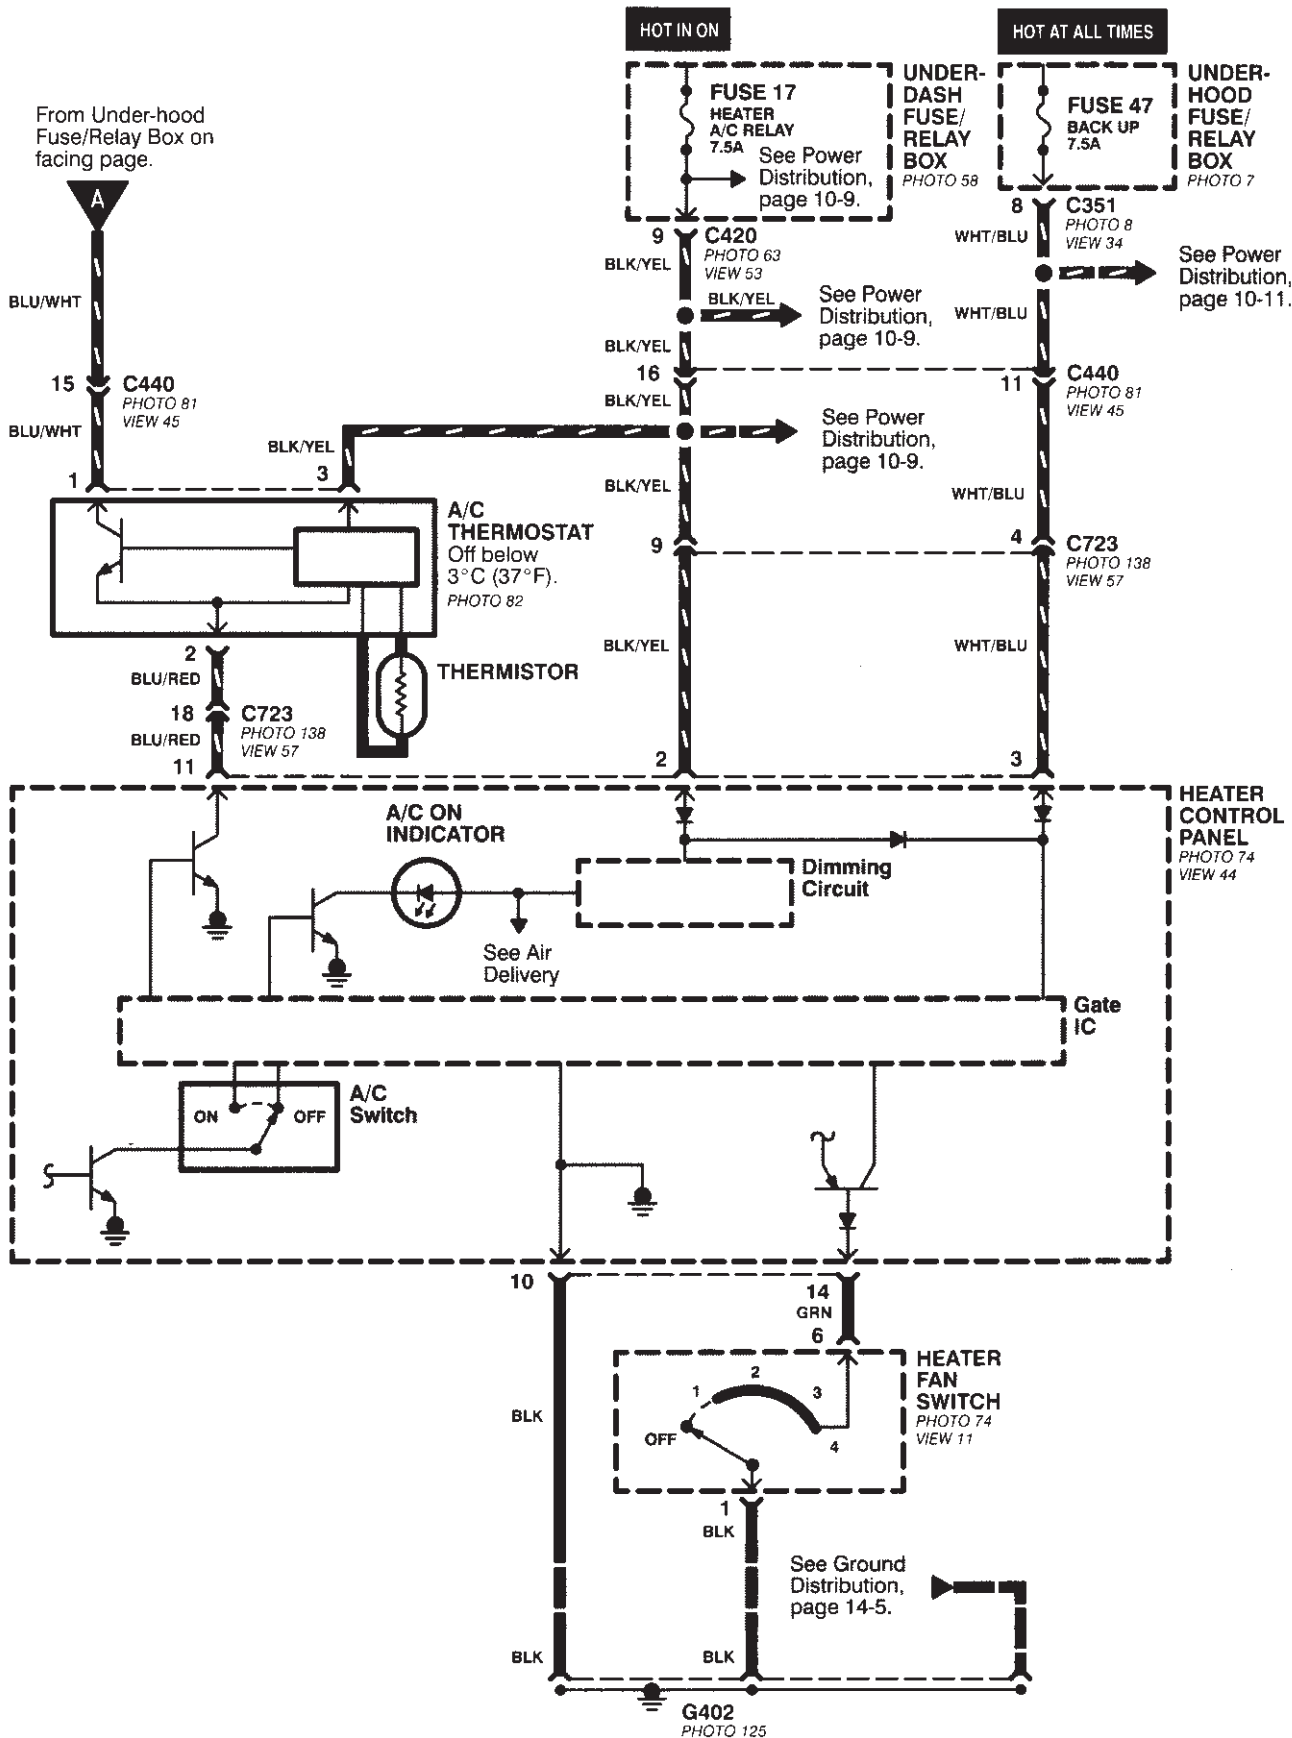 HOT IN ON
HOT AT ALL TIMES
From Under-hood
Fuse/Relay Box on
facing page.
A
FUSE 17
HEATER
A/C RELAY
7.5A
See Power
Distribution,
page 10-9.
UNDER-
DASH
FUSE/
RELAY
BOX
PHOTO 58
FUSE 47
BACK UP
7.5A
UNDER-
HOOD
FUSE/
RELAY
BOX
PHOTO 7
9
C420
PHOTO 63
VIEW 53
BLK/YEL
8
C351
PHOTO 8
VIEW 34
WHT/BLU
See Power
Distribution,
page 10-11.
BLU/WHT
BLK/YEL
See Power
Distribution,
page 10-9.
WHT/BLU
BLK/YEL
15
C440
PHOTO 81
VIEW 45
16
11
C440
PHOTO 81
VIEW 45
BLK/YEL
BLU/WHT
BLK/YEL
See Power
Distribution,
page 10-9.
1
3
BLK/YEL
WHT/BLU
A/C
THERMOSTAT
Off below
3°C (37°F).
PHOTO 82
9
4
C723
PHOTO 138
VIEW 57
2
BLU/RED
THERMISTOR
BLK/YEL
WHT/BLU
18
C723
PHOTO 138
VIEW 57
BLU/RED
11
2
3
HEATER
CONTROL
PANEL
PHOTO 74
VIEW 44
A/C ON
INDICATOR
Dimming
Circuit
See Air
Delivery
Gate
IC
ON
OFF
A/C
Switch
10
14
GRN
6
HEATER
FAN
SWITCH
PHOTO 74
VIEW 11
1
2
3
4
OFF
BLK
1
BLK
See Ground
Distribution,
page 14-5.
BLK
BLK
G402
PHOTO 125